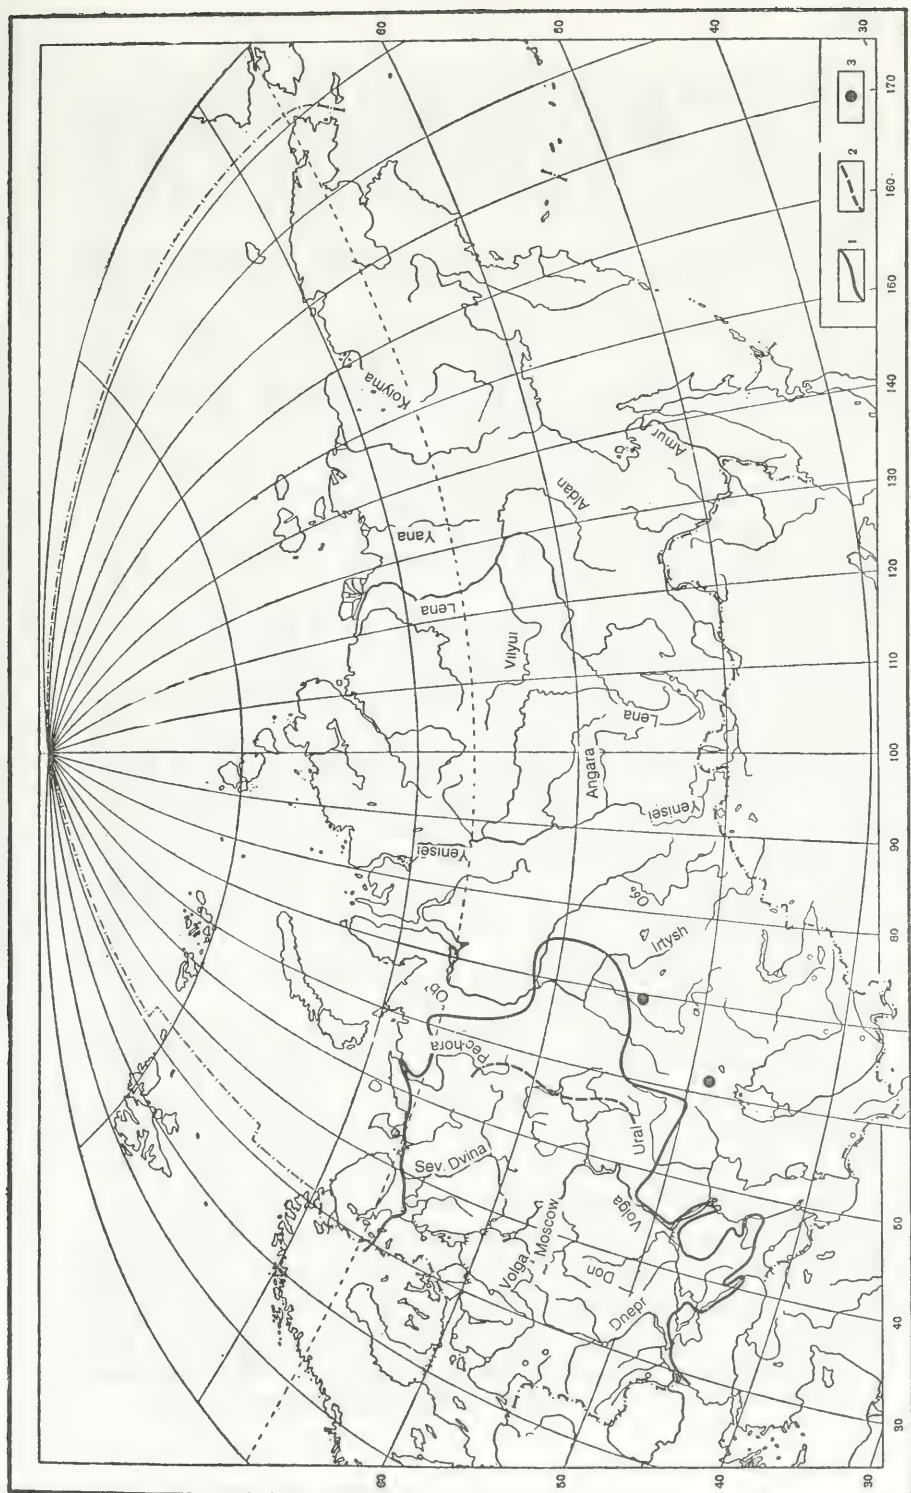 60
50
40
30
170
160
150
140
130
120
110
100
90
80
60
50
40
30
60
50
40
30
1
2
3
Kolyma
Yana
Lena
Vilyui
Aldan
Amur
Lena
Angara
Yenisei
Yenisei
Ob'
Irtysh
Ob'
Pechora
Ural
Sev. Dvina
Volga
Moscow
Volga
Don
Dnepr